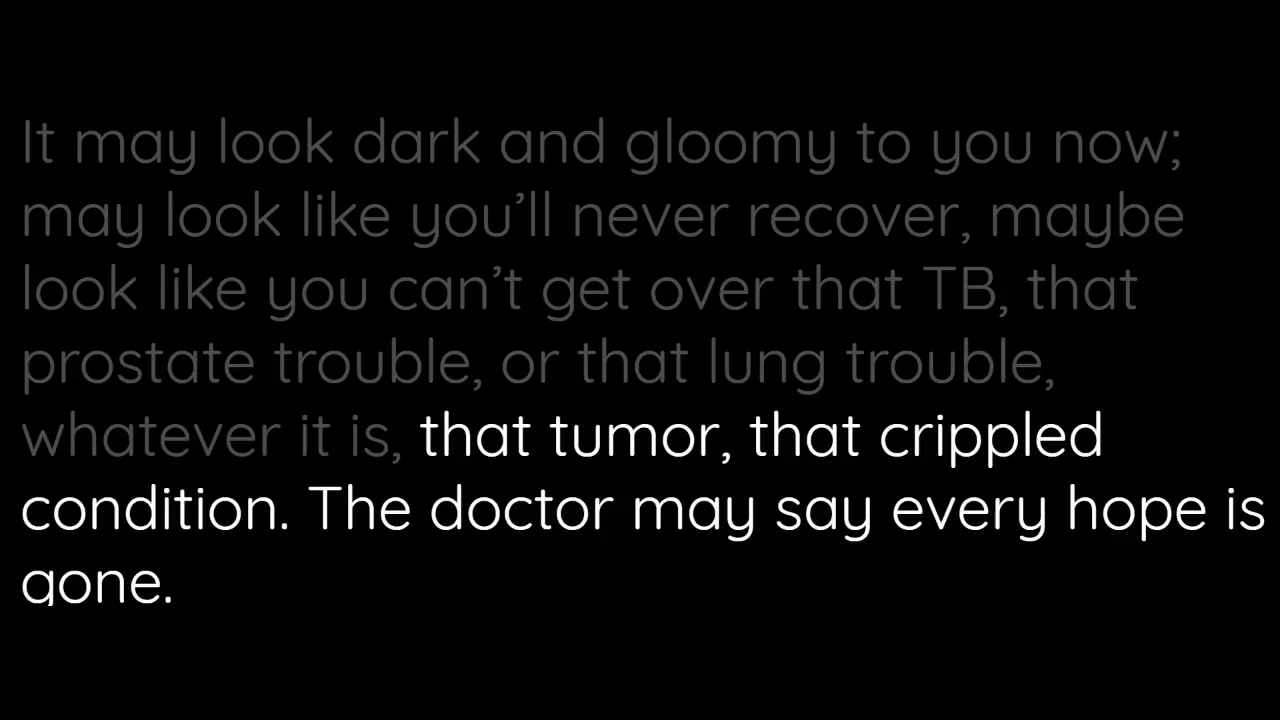 It may look dark and gloomy to you now;
may look like you’ll never recover, maybe
look like you can’t get over that TB, that
prostate trouble, or that lung trouble,
whatever it is, that tumor, that crippled
condition. The doctor may say every hope is
gone.